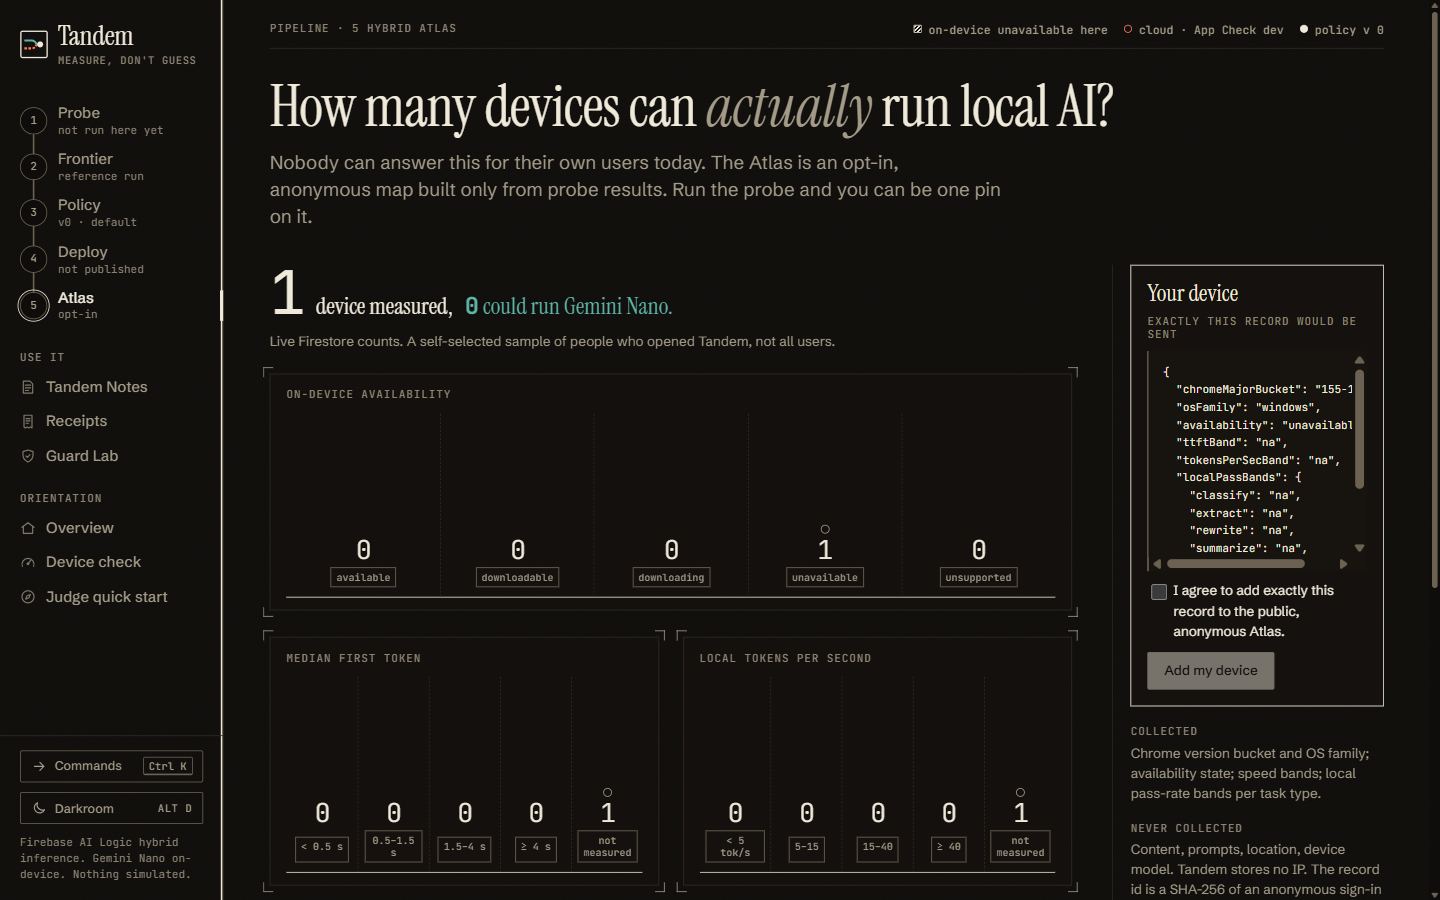 Tandem
MEASURE, DON'T GUESS
1
Probe
not run here yet
2
Frontier
reference run
3
Policy
v0 · default
4
Deploy
not published
5
Atlas
opt-in
USE IT
Tandem Notes
Receipts
Guard Lab
ORIENTATION
Overview
Device check
Judge quick start
Commands
Ctrl K
Darkroom
ALT D
Firebase AI Logic hybrid
inference. Gemini Nano on-
device. Nothing simulated.
PIPELINE · 5 HYBRID ATLAS
on-device unavailable here
cloud · App Check dev
policy v 0
How many devices can actually run local AI?
Nobody can answer this for their own users today. The Atlas is an opt-in,
anonymous map built only from probe results. Run the probe and you can be one pin
on it.
1 device measured, 0 could run Gemini Nano.
Live Firestore counts. A self-selected sample of people who opened Tandem, not all users.
ON-DEVICE AVAILABILITY
0 0 0 1 0
available downloadable downloading unavailable unsupported
MEDIAN FIRST TOKEN
0 0 0 0 1
< 0.5 s
0.5–1.5
s
1.5–4 s
≥ 4 s
not
measured
LOCAL TOKENS PER SECOND
0 0 0 0 1
< 5
tok/s
5–15
15–40
≥ 40
not
measured
Your device
EXACTLY THIS RECORD WOULD BE
SENT
{
"chromeMajorBucket": "155-1
"osFamily": "windows",
"availability": "unavailabl
"ttftBand": "na",
"tokensPerSecBand": "na",
"localPassBands": {
"classify": "na",
"extract": "na",
"rewrite": "na",
"summarize": "na",
I agree to add exactly this
record to the public,
anonymous Atlas.
Add my device
COLLECTED
Chrome version bucket and OS family;
availability state; speed bands; local
pass-rate bands per task type.
NEVER COLLECTED
Content, prompts, location, device
model. Tandem stores no IP. The record
id is a SHA-256 of an anonymous sign-in